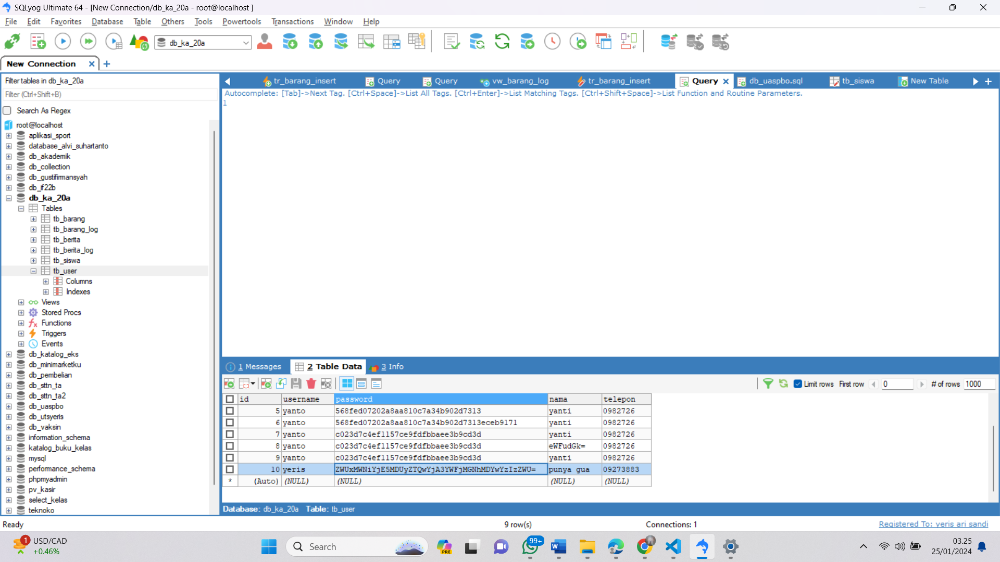 SQLyog Ultimate 64 - [New Connection/db_ka_20a - root@localhost ]
File Edit Favorites Database Table Others Tools Powertools Transactions Window Help
db_ka_20a
New Connection
Filter tables in db_ka_20a
Filter (Ctrl+Shift+B)
Search As Regex
root@localhost
aplikasi_sport
database_alvi_suhartanto
db_akademik
db_collection
db_gustifirmansyah
db_if22b
db_ka_20a
Tables
tb_barang
tb_barang_log
tb_berita
tb_berita_log
tb_siswa
tb_user
Columns
Indexes
Views
Stored Procs
Functions
Triggers
Events
db_katalog_eks
db_minimarketku
db_pembelian
db_sttn_ta
db_sttn_ta2
db_uaspbo
db_utsyeris
db_vaksin
information_schema
katalog_buku_kelas
mysql
performance_schema
phpmyadmin
pv_kasir
select_kelas
teknoko
tr_barang_insert Query Query vw_barang_log tr_barang_insert Query db_uaspbo.sql tb_siswa New Table
Autocomplete: [Tab]->Next Tag. [Ctrl+Space]->List All Tags. [Ctrl+Enter]->List Matching Tags. [Ctrl+Shift+Space]->List Function and Routine Parameters.
1
1 Messages 2 Table Data 3 Info
Limit rows First row 0 # of rows 1000
id username password nama telepon
5 yanto 568fed07202a8aa810c7a34b902d7313 yanti 0982726
6 yanto 568fed07202a8aa810c7a34b902d7313eceb9171 yanti 0982726
7 yanto c023d7c4ef1157ce9fdfbbaee3b9cd3d yanti 0982726
8 yanto c023d7c4ef1157ce9fdfbbaee3b9cd3d eWFudGk= 0982726
9 yanto c023d7c4ef1157ce9fdfbbaee3b9cd3d yanti 0982726
10 yeris ZWUxMWNiYjE5MDUyZTQwYjA3YWFjMGNhMDYwYzIzZWU= punya gua 09273883
* (Auto) (NULL) (NULL) (NULL) (NULL)
Database: db_ka_20a Table: tb_user
Ready 9 row(s) Connections: 1 Registered To: yeris ari sandi
1 USD/CAD
+0.46%
Search
PRE
99+
03.25
25/01/2024